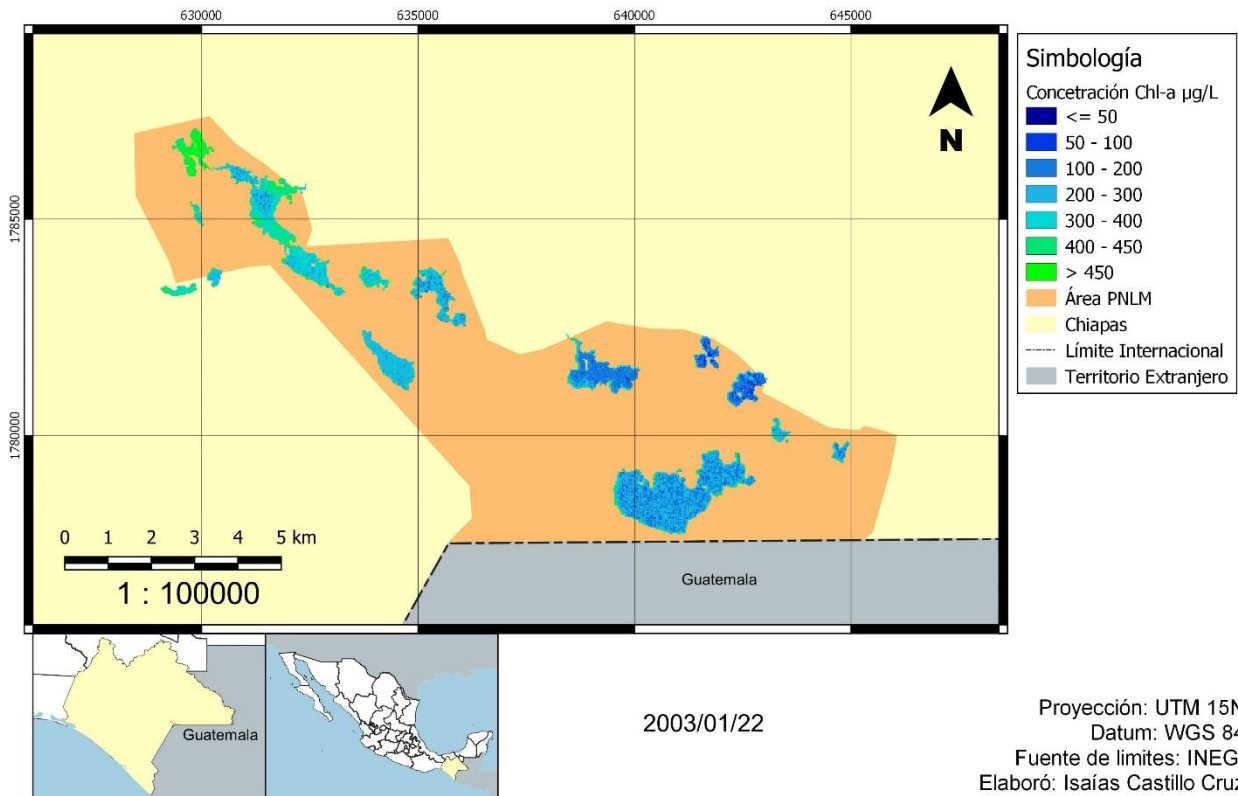 630000 635000 640000 645000
1785000
1780000
N
0 1 2 3 4 5 km
1 : 100000
Guatemala
Simbología
Concetración Chl-a µg/L
<= 50
50 - 100
100 - 200
200 - 300
300 - 400
400 - 450
> 450
Área PNLM
Chiapas
Límite Internacional
Territorio Extranjero
Guatemala
2003/01/22
Proyección: UTM 15N
Datum: WGS 84
Fuente de limites: INEG
Elaboró: Isaías Castillo Cruz